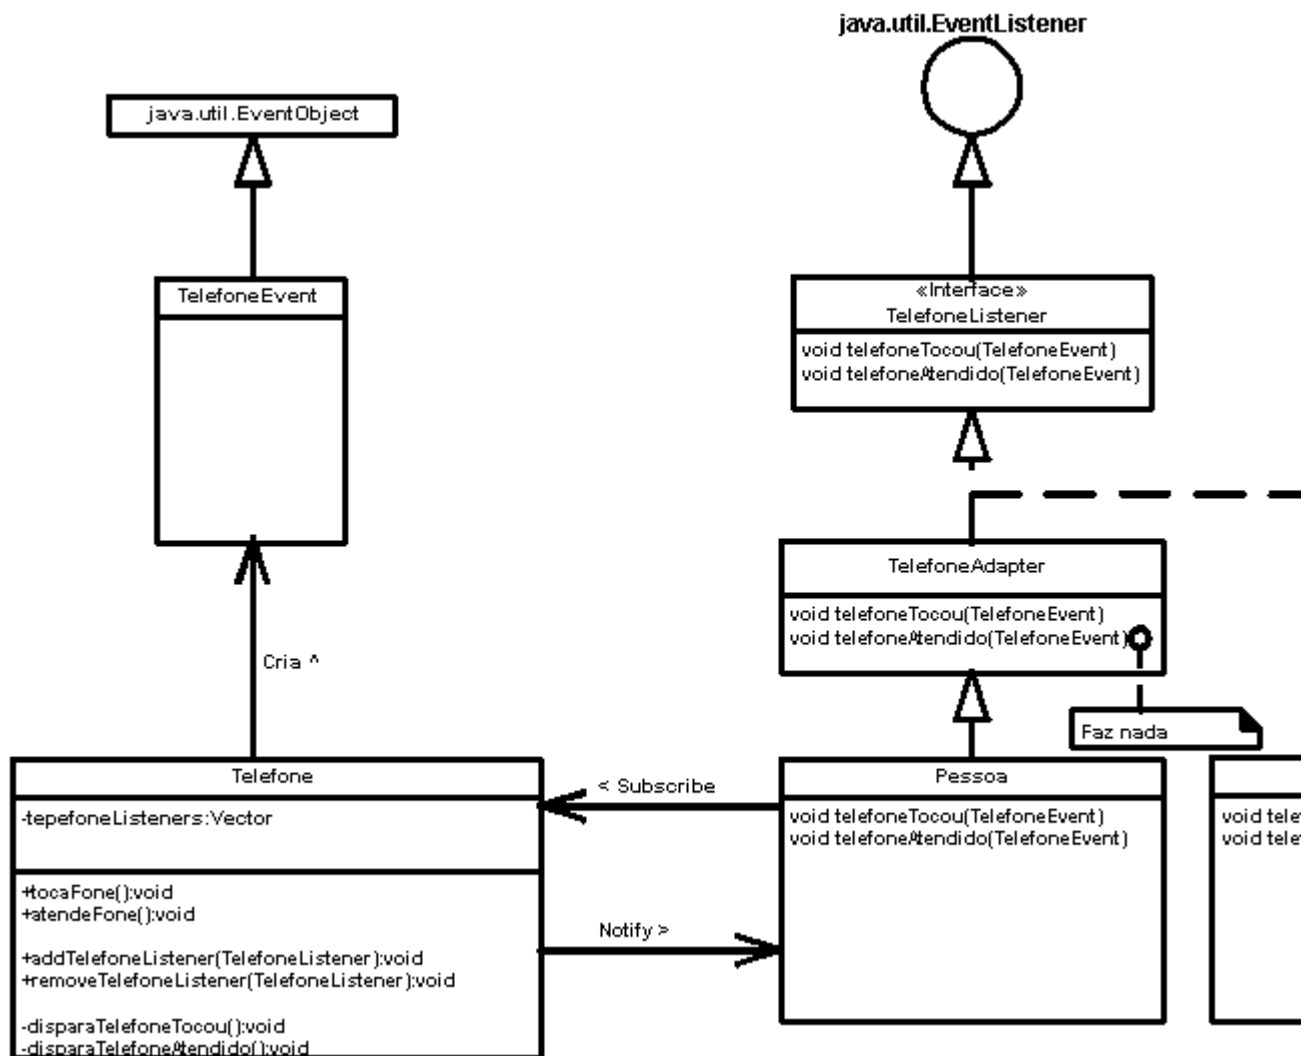 java.util.EventListener
java.util.EventObject
TelefoneEvent
«Interface»
TelefoneListener
void telefoneTocou(TelefoneEvent)
void telefoneAtendido(TelefoneEvent)
TelefoneAdapter
void telefoneTocou(TelefoneEvent)
void telefoneAtendido(TelefoneEvent)
Cria ^
Faz nada
Telefone
-tepefoneListeners:Vector
+tocaFone():void
+atendeFone():void
+addTelefoneListener(TelefoneListener):void
+removeTelefoneListener(TelefoneListener):void
-disparaTelefoneTocou():void
-disparaTelefoneAtendido():void
< Subscribe
Notify >
Pessoa
void telefoneTocou(TelefoneEvent)
void telefoneAtendido(TelefoneEvent)
void
void